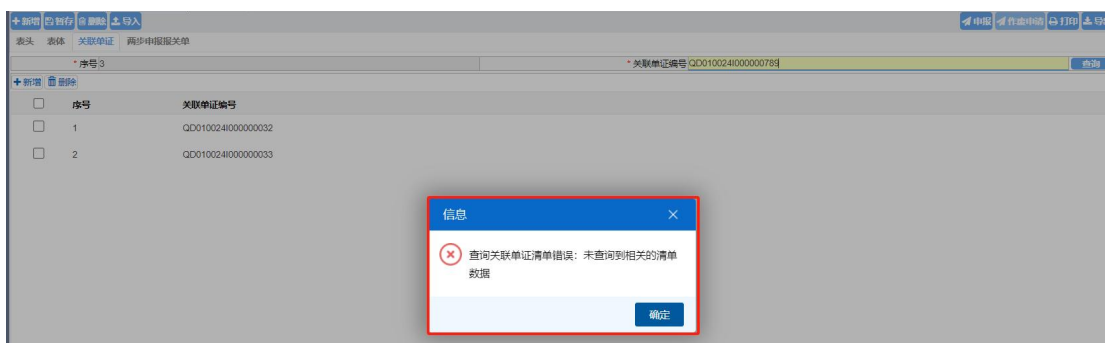 新增 暂存 删除 导入 申报 作废申请 打印
表头 表体 关联单证 两步申报报关单
* 序号 3 * 关联单证编号 QD010024I000000789 查询
新增 删除
序号 关联单证编号
1 QD010024I000000032
2 QD010024I000000033
信息
查询关联单证清单错误：未查询到相关的清单
数据
确定